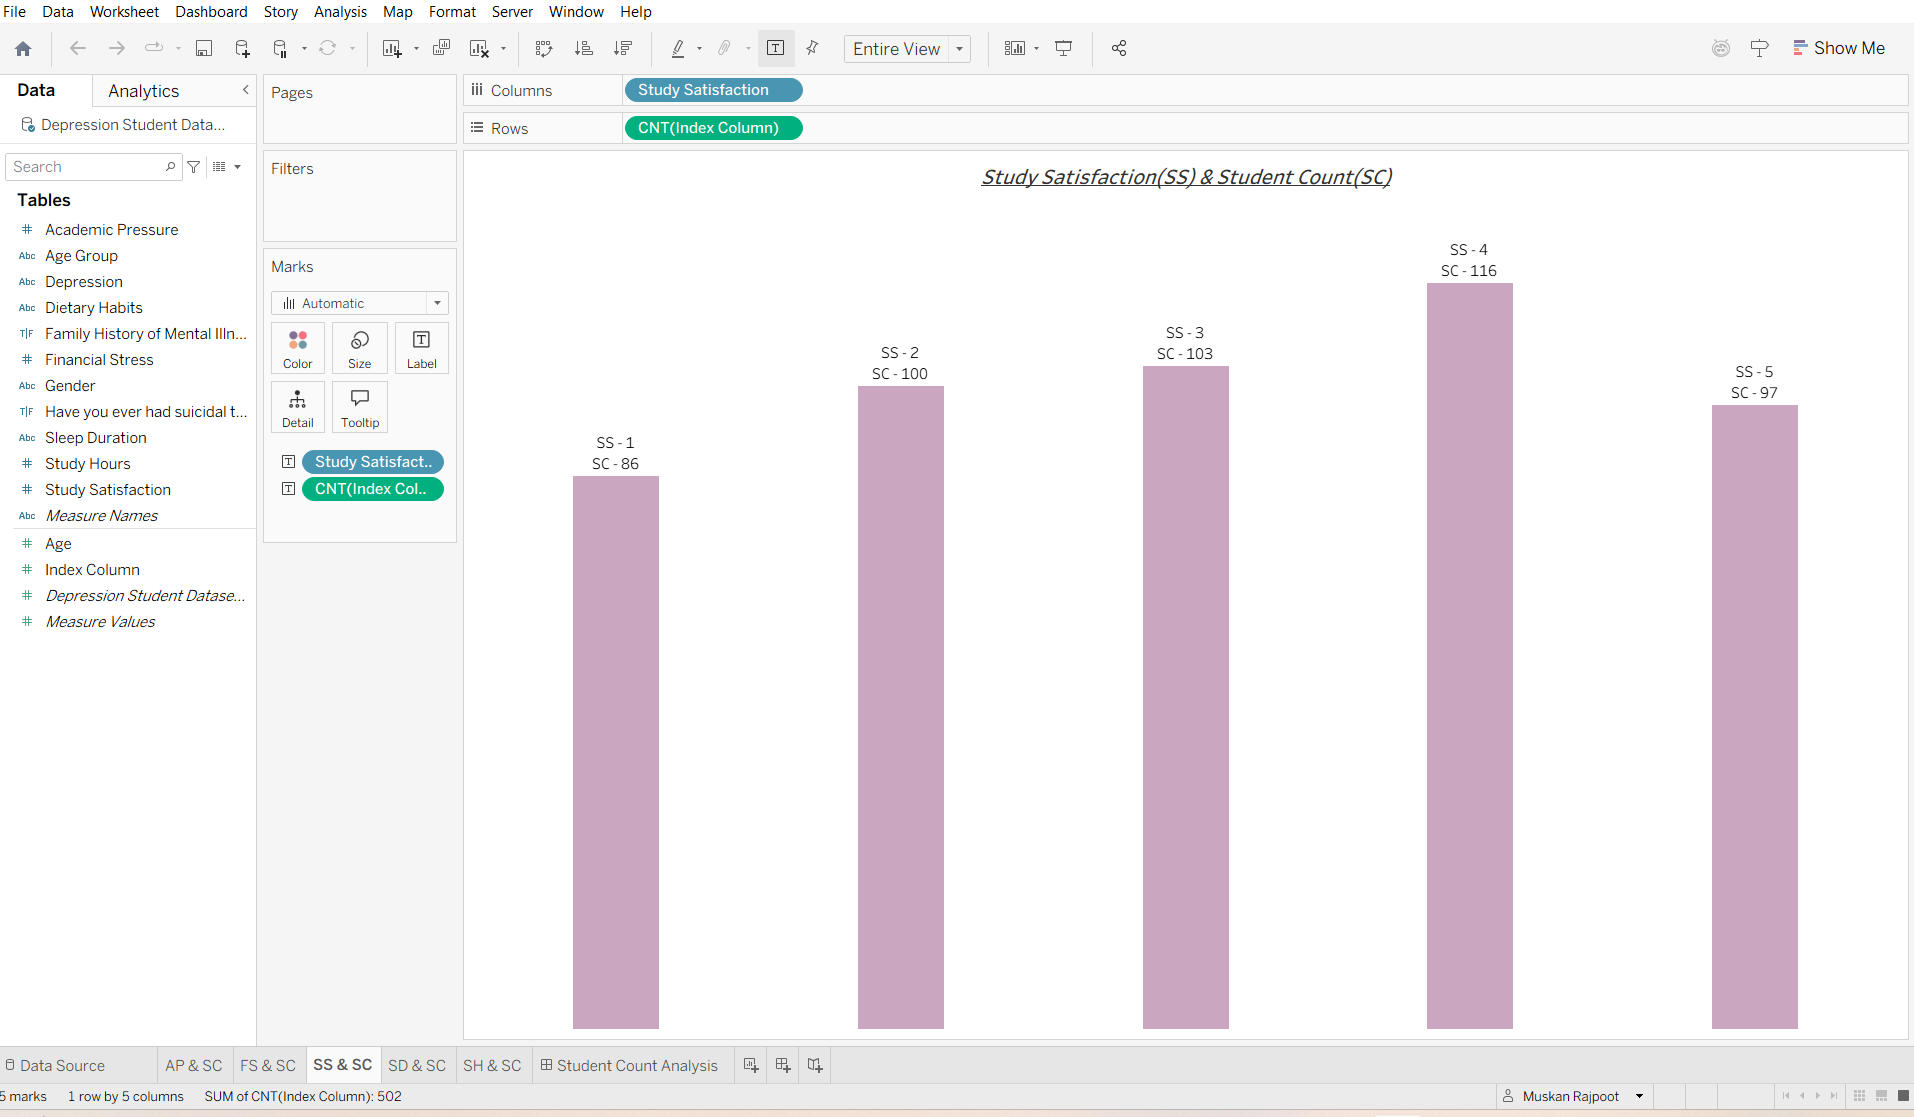 File Data Worksheet Dashboard Story Analysis Map Format Server Window Help
Entire View
Show Me
Data Analytics
Depression Student Data...
Search
Tables
# Academic Pressure
Abc Age Group
Abc Depression
Abc Dietary Habits
T|F Family History of Mental Illn...
# Financial Stress
Abc Gender
T|F Have you ever had suicidal t...
Abc Sleep Duration
# Study Hours
# Study Satisfaction
Abc Measure Names
# Age
# Index Column
# Depression Student Datase...
# Measure Values
Pages
Filters
Marks
Automatic
Color Size Label
Detail Tooltip
Study Satisfact..
CNT(Index Col..
Columns Study Satisfaction
Rows CNT(Index Column)
Study Satisfaction(SS) & Student Count(SC)
SS - 1
SC - 86
SS - 2
SC - 100
SS - 3
SC - 103
SS - 4
SC - 116
SS - 5
SC - 97
Data Source AP & SC FS & SC SS & SC SD & SC SH & SC Student Count Analysis
5 marks 1 row by 5 columns SUM of CNT(Index Column): 502 Muskan Rajpoot